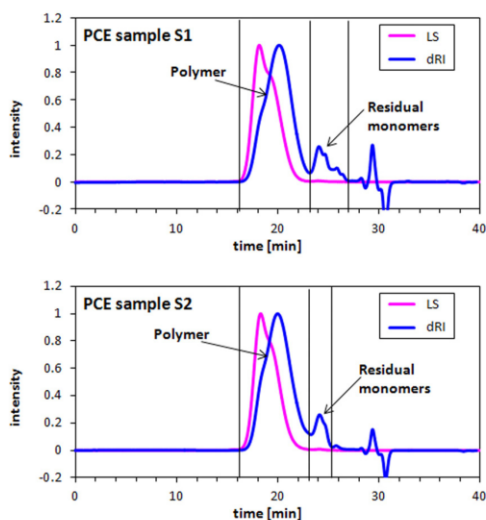 PCE sample S1
LS
dRI
Polymer
Residual
monomers
intensity
1.2
1
0.8
0.6
0.4
0.2
0
-0.2
0 10 20 30 40
time [min]
PCE sample S2
LS
dRI
Polymer
Residual
monomers
intensity
1.2
1
0.8
0.6
0.4
0.2
0
-0.2
0 10 20 30 40
time [min]